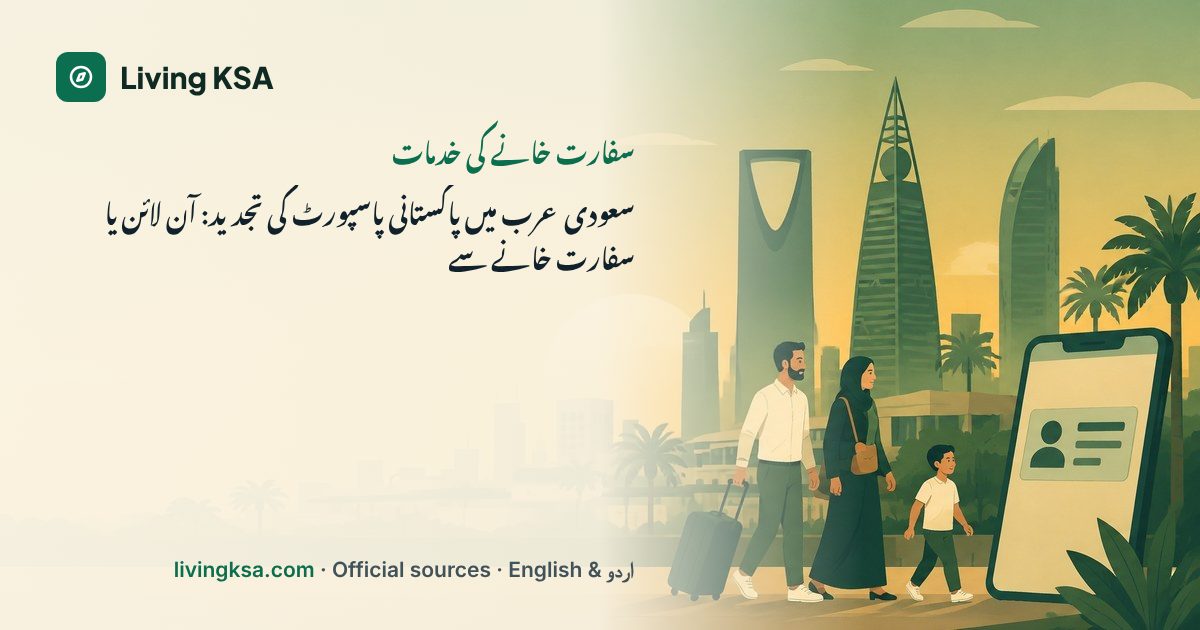 Living KSA
سفارت خانے کی خدمات
سعودی عرب میں پاکستانی پاسپورٹ کی تجدید: آن لائن یا
سفارت خانے سے
livingksa.com · Official sources · English & اردو